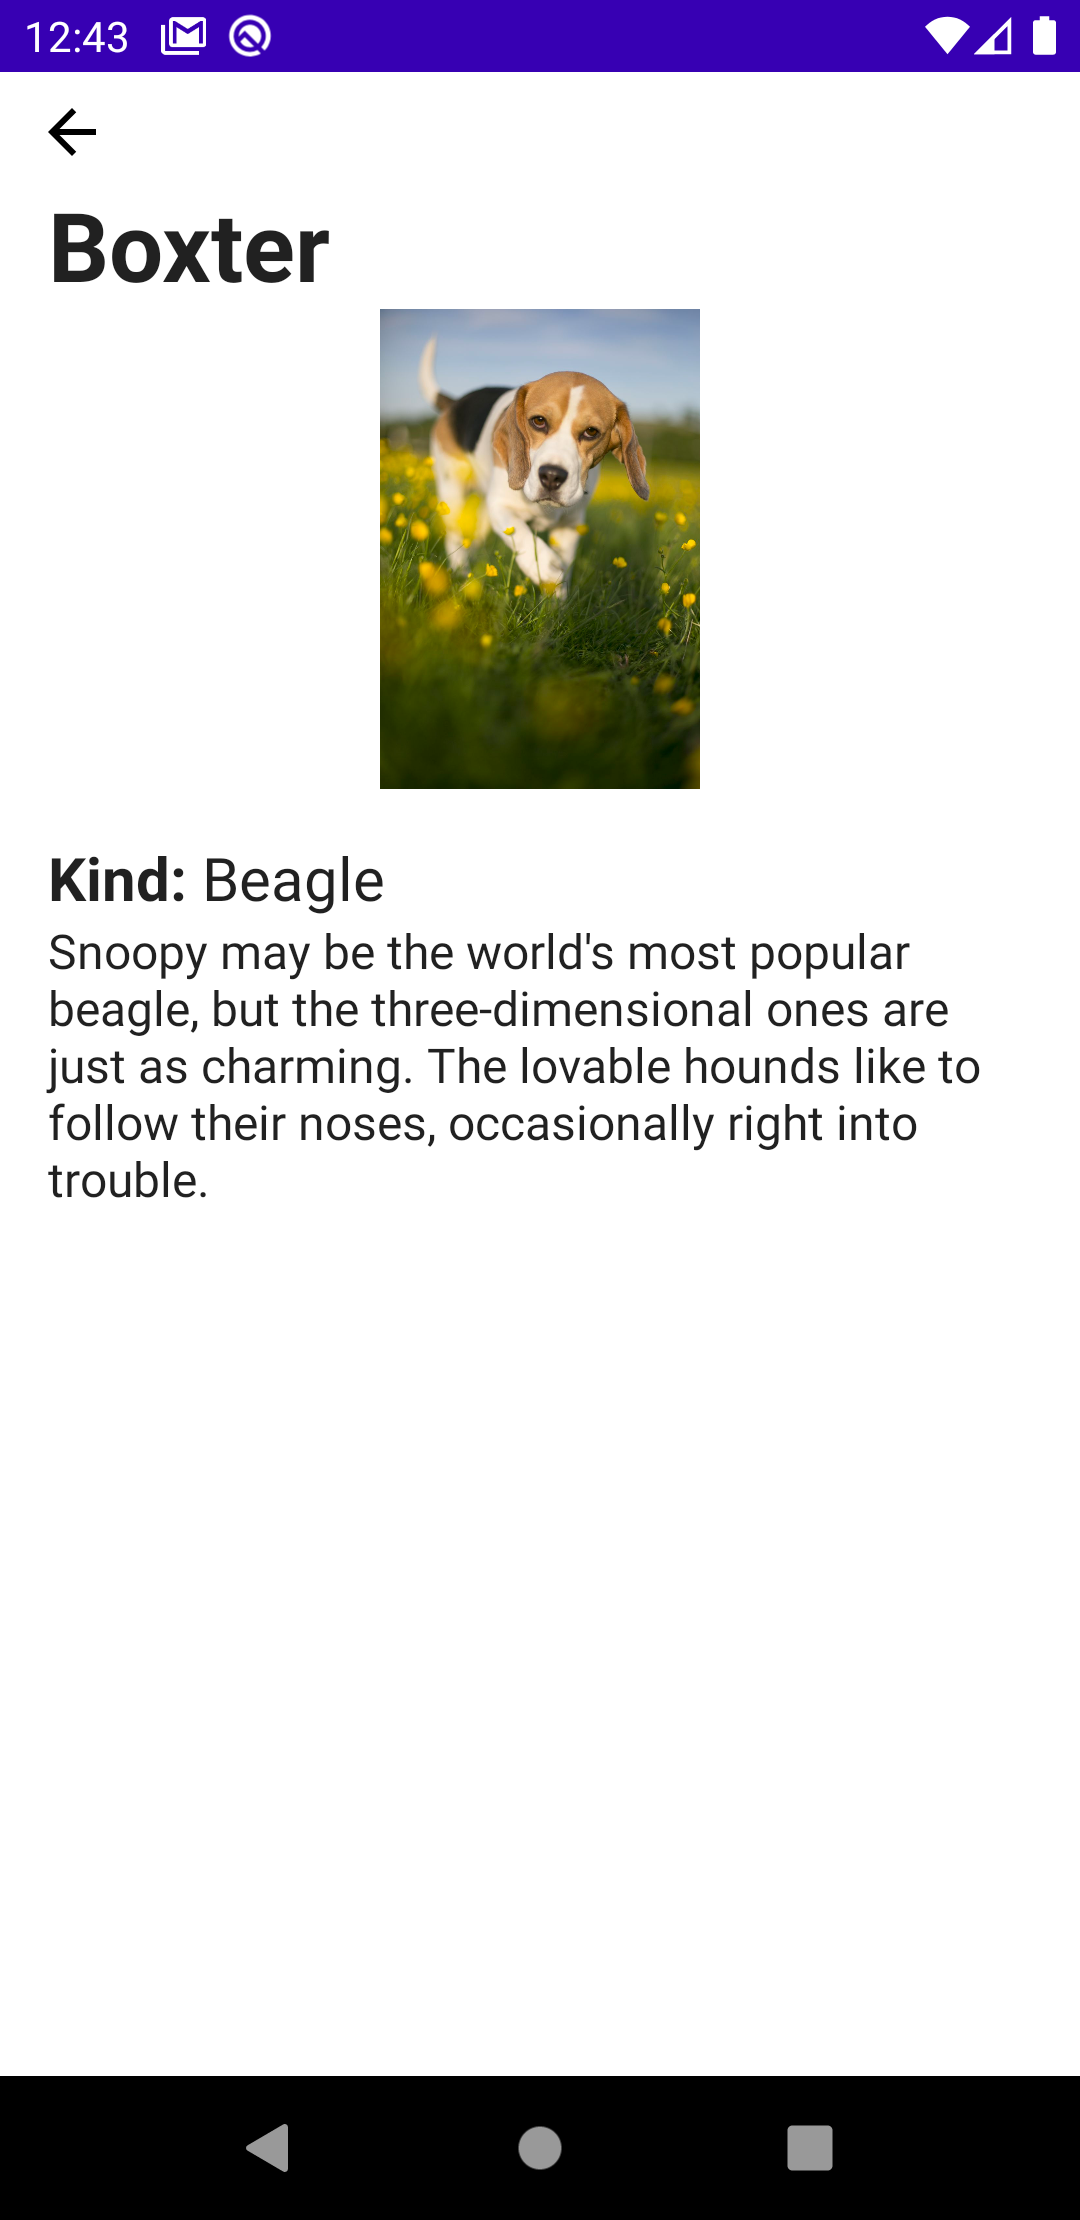 12:43
Boxter
Kind: Beagle
Snoopy may be the world's most popular
beagle, but the three-dimensional ones are
just as charming. The lovable hounds like to
follow their noses, occasionally right into
trouble.